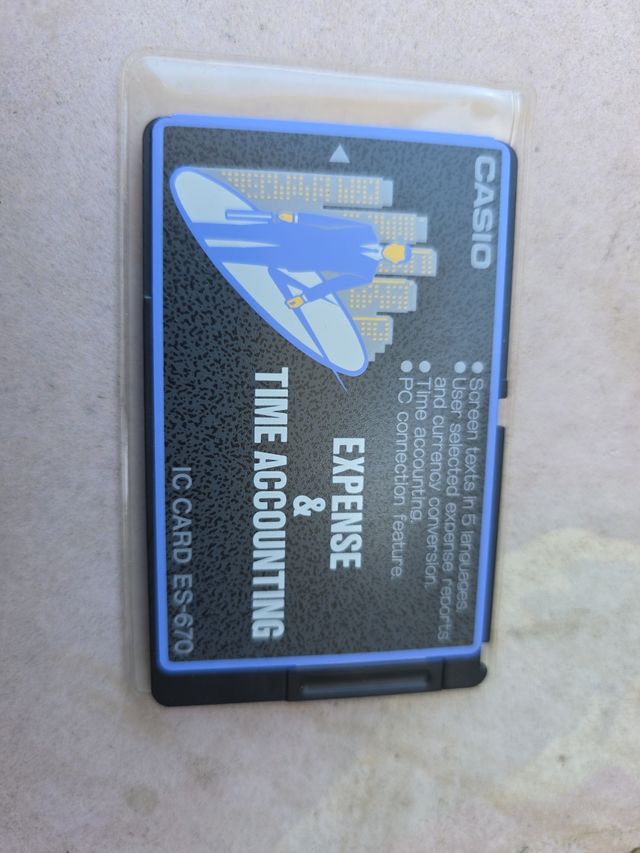 CASIO
● Screen texts in 5 languages.
● User selected expense reports
and currency conversion.
● Time accounting.
● PC connection feature.
EXPENSE
&
TIME ACCOUNTING
IC CARD ES-670